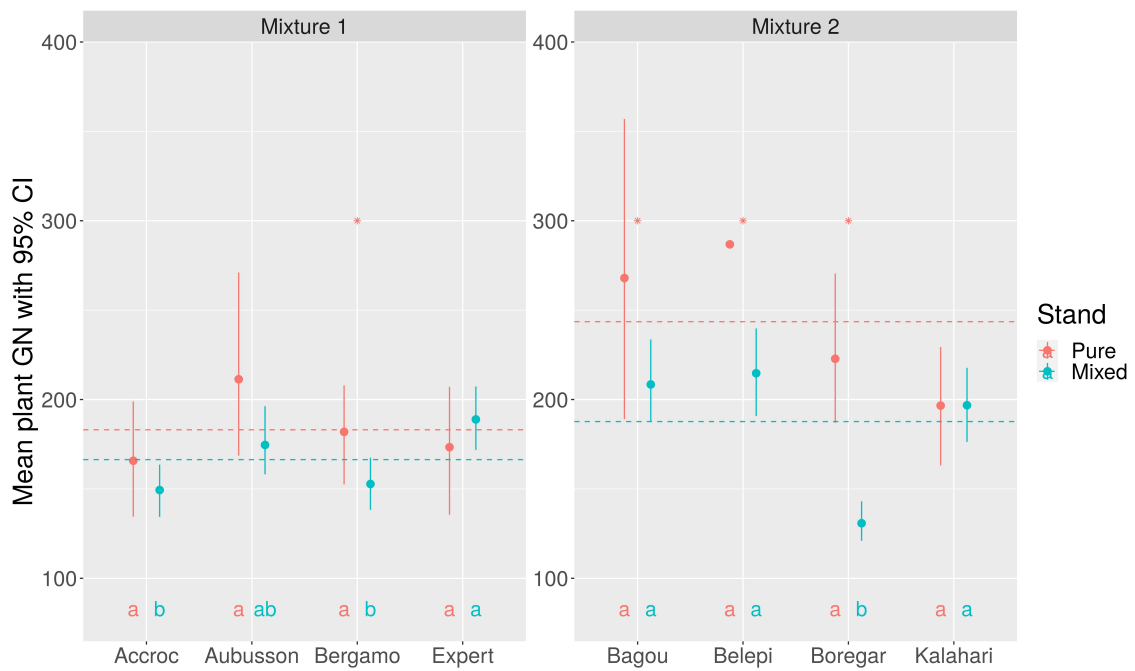 Mixture 1
Mixture 2
Mean plant GN with 95% CI
400
300
200
100
400
300
200
100
* * * *
a b a ab a b a a
a a a a a b a a
Accroc Aubusson Bergamo Expert
Bagou Belepi Boregar Kalahari
Stand
a Pure
a Mixed